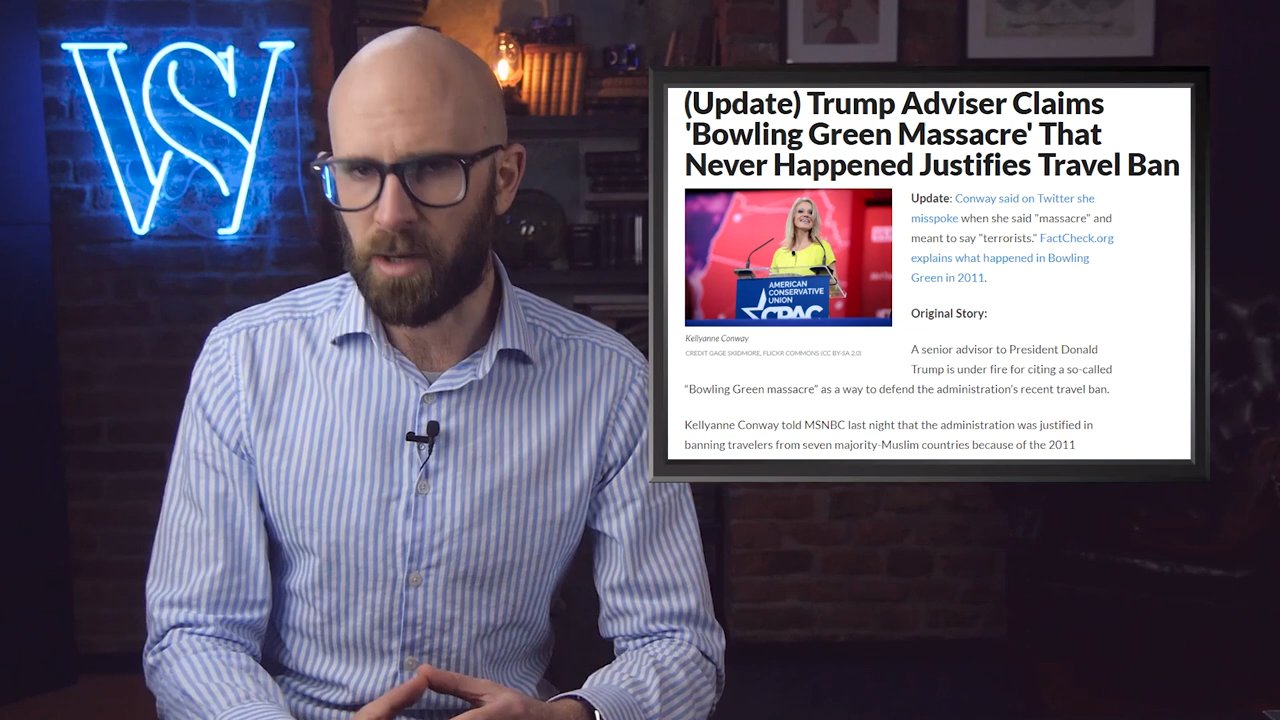 WS
(Update) Trump Adviser Claims
'Bowling Green Massacre' That
Never Happened Justifies Travel Ban
AMERICAN
CONSERVATIVE
UNION
CPAC
Update: Conway said on Twitter she
misspoke when she said "massacre" and
meant to say "terrorists." FactCheck.org
explains what happened in Bowling
Green in 2011.
Kellyanne Conway
CREDIT GAGE SKIDMORE, FLICKR COMMONS (CC BY-SA 2.0)
Original Story:
A senior advisor to President Donald
Trump is under fire for citing a so-called
"Bowling Green massacre" as a way to defend the administration's recent travel ban.
Kellyanne Conway told MSNBC last night that the administration was justified in
banning travelers from seven majority-Muslim countries because of the 2011